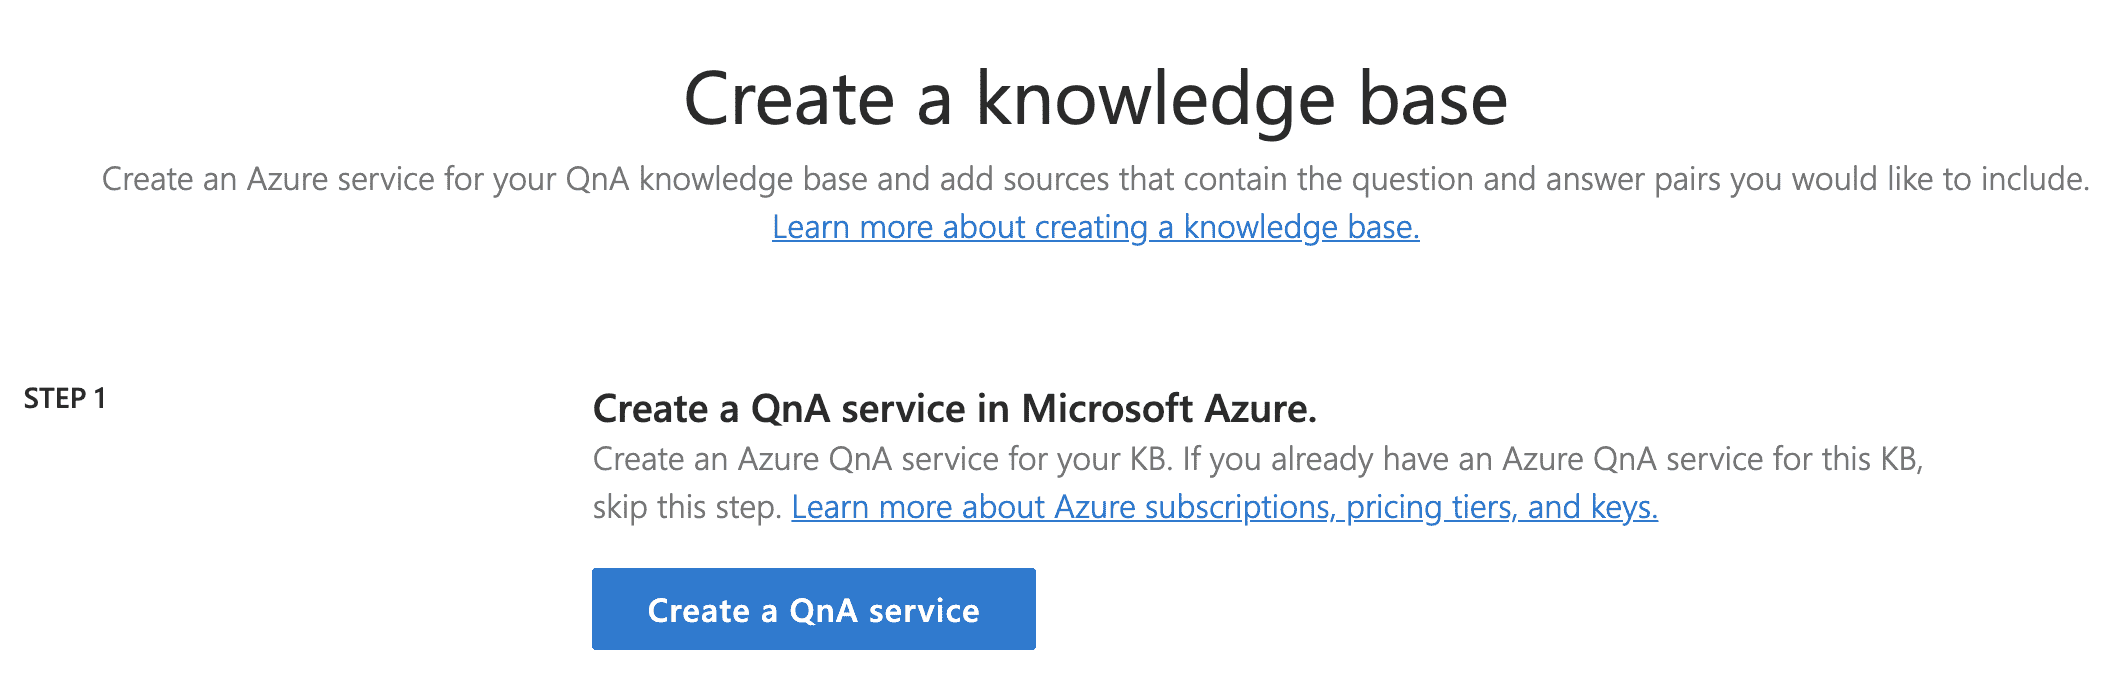 Create a knowledge base
Create an Azure service for your QnA knowledge base and add sources that contain the question and answer pairs you would like to include.
Learn more about creating a knowledge base.
STEP 1
Create a QnA service in Microsoft Azure.
Create an Azure QnA service for your KB. If you already have an Azure QnA service for this KB,
skip this step. Learn more about Azure subscriptions, pricing tiers, and keys.
Create a QnA service